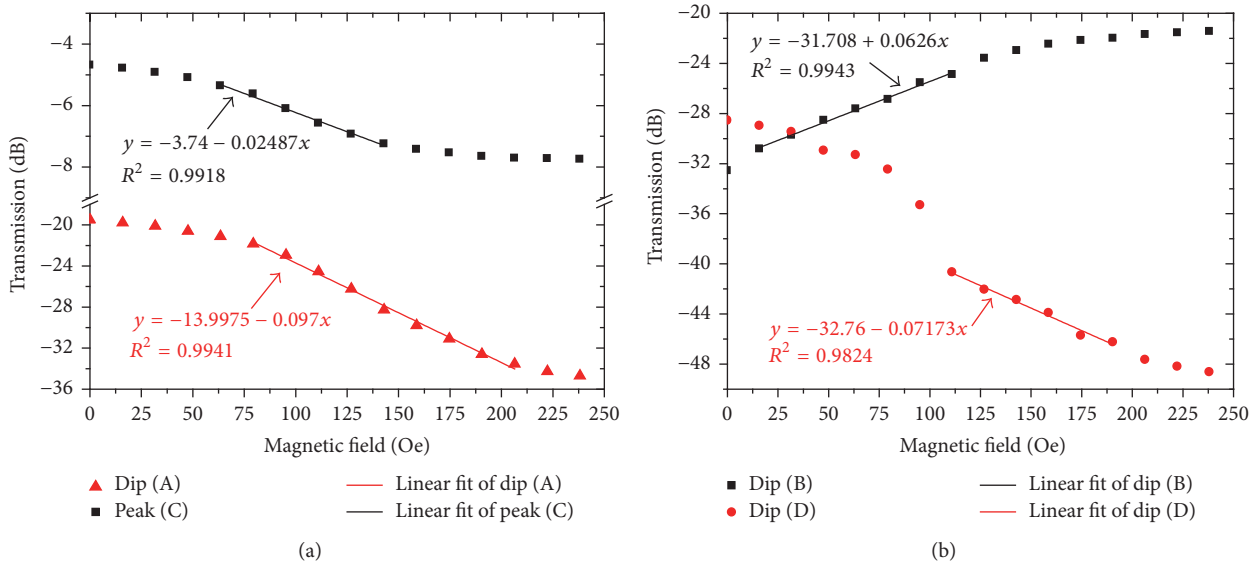 −4
−6
−8
−20
−24
−28
−32
−36
Transmission (dB)
y = −3.74 − 0.02487x
R² = 0.9918
y = −13.9975 − 0.097x
R² = 0.9941
0 25 50 75 100 125 150 175 200 225 250
Magnetic field (Oe)
Dip (A) Linear fit of dip (A)
Peak (C) Linear fit of peak (C)
(a)
−20
−24
−28
−32
−36
−40
−44
−48
Transmission (dB)
y = −31.708 + 0.0626x
R² = 0.9943
y = −32.76 − 0.07173x
R² = 0.9824
0 25 50 75 100 125 150 175 200 225 250
Magnetic field (Oe)
Dip (B) Linear fit of dip (B)
Dip (D) Linear fit of dip (D)
(b)